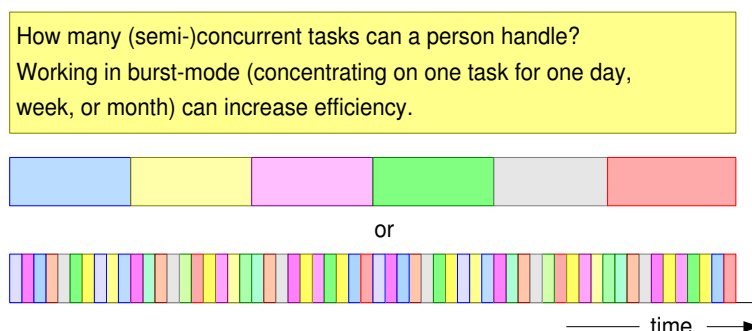 How many (semi-)concurrent tasks can a person handle?
Working in burst-mode (concentrating on one task for one day,
week, or month) can increase efficiency.
or
time